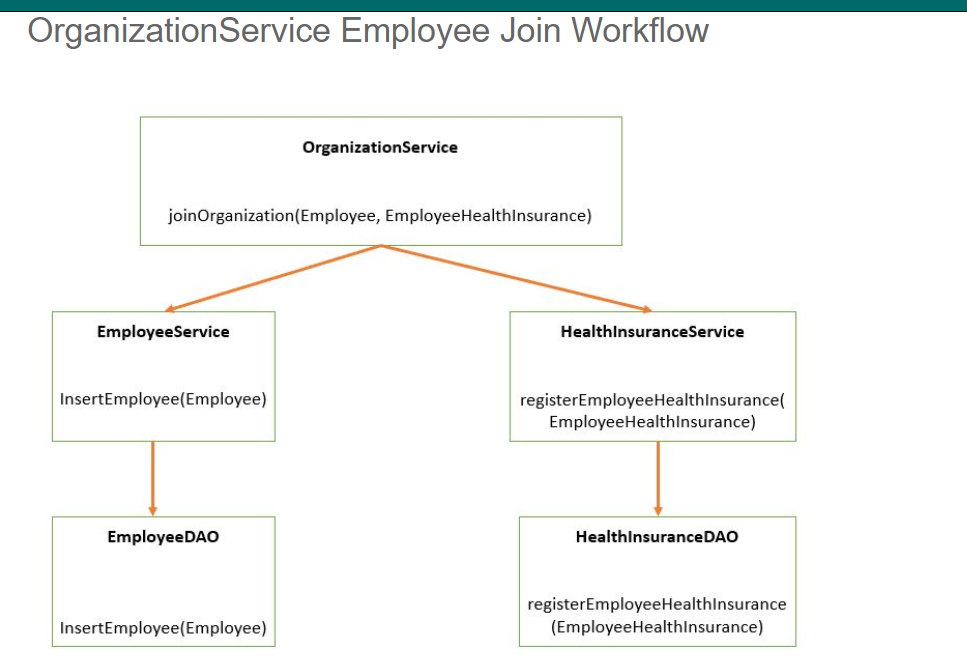 OrganizationService Employee Join Workflow
OrganizationService
joinOrganization(Employee, EmployeeHealthInsurance)
EmployeeService
InsertEmployee(Employee)
HealthInsuranceService
registerEmployeeHealthInsurance(
EmployeeHealthInsurance)
EmployeeDAO
InsertEmployee(Employee)
HealthInsuranceDAO
registerEmployeeHealthInsurance
(EmployeeHealthInsurance)